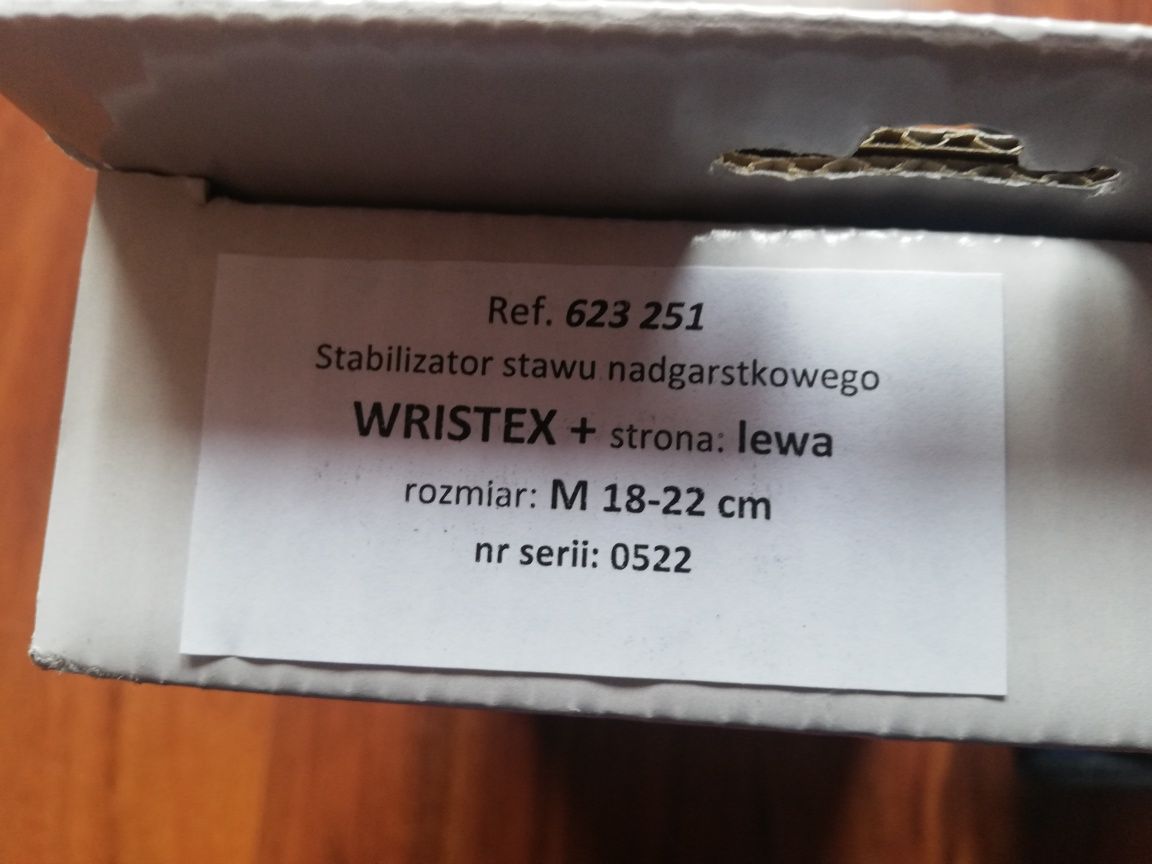 Ref. 623 251
Stabilizator stawu nadgarstkowego
WRISTEX + strona: lewa
rozmiar: M 18-22 cm
nr serii: 0522